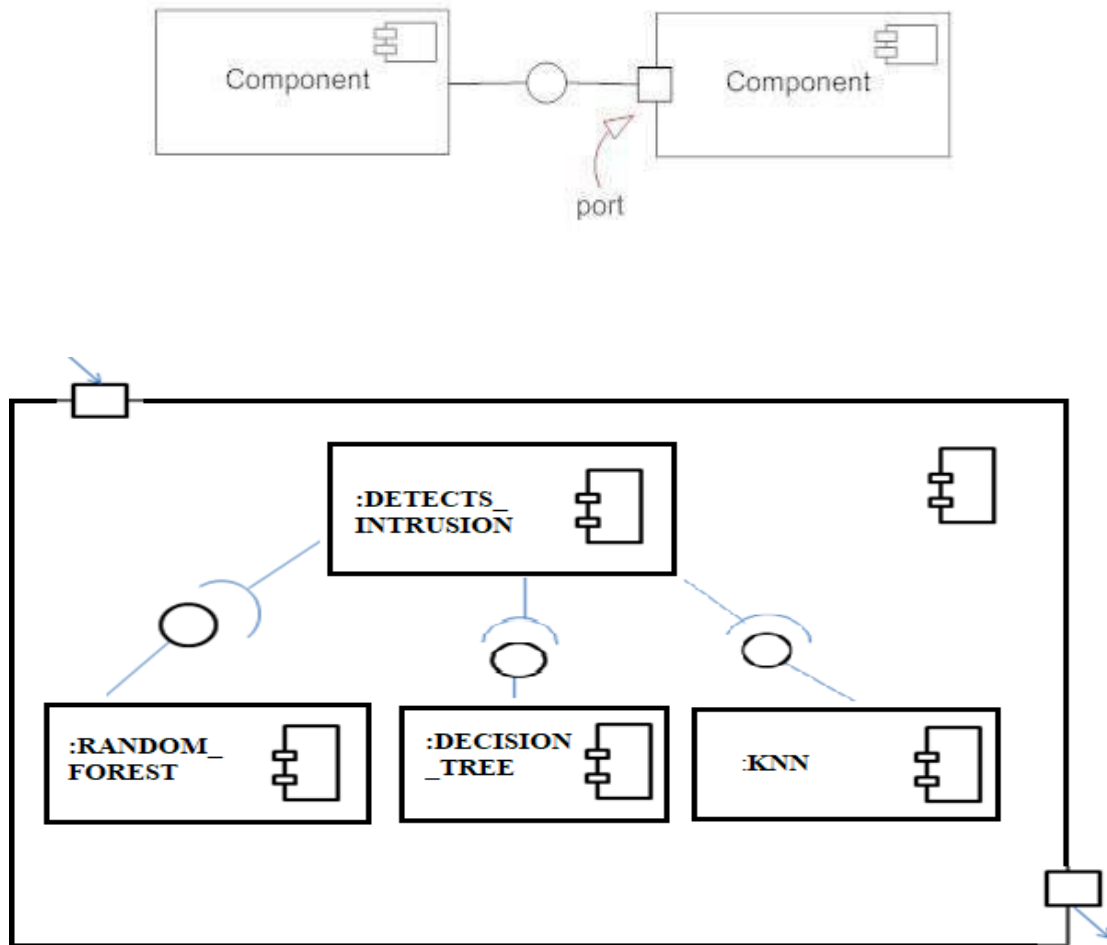 Component
Component
port
:DETECTS_
INTRUSION
:RANDOM_
FOREST
:DECISION
_TREE
:KNN